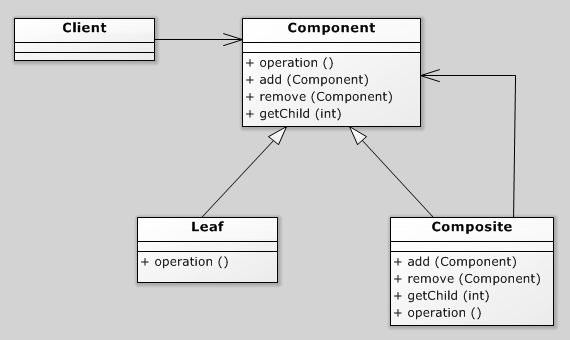 Client
Component
+ operation ()
+ add (Component)
+ remove (Component)
+ getChild (int)
Leaf
+ operation ()
Composite
+ add (Component)
+ remove (Component)
+ getChild (int)
+ operation ()